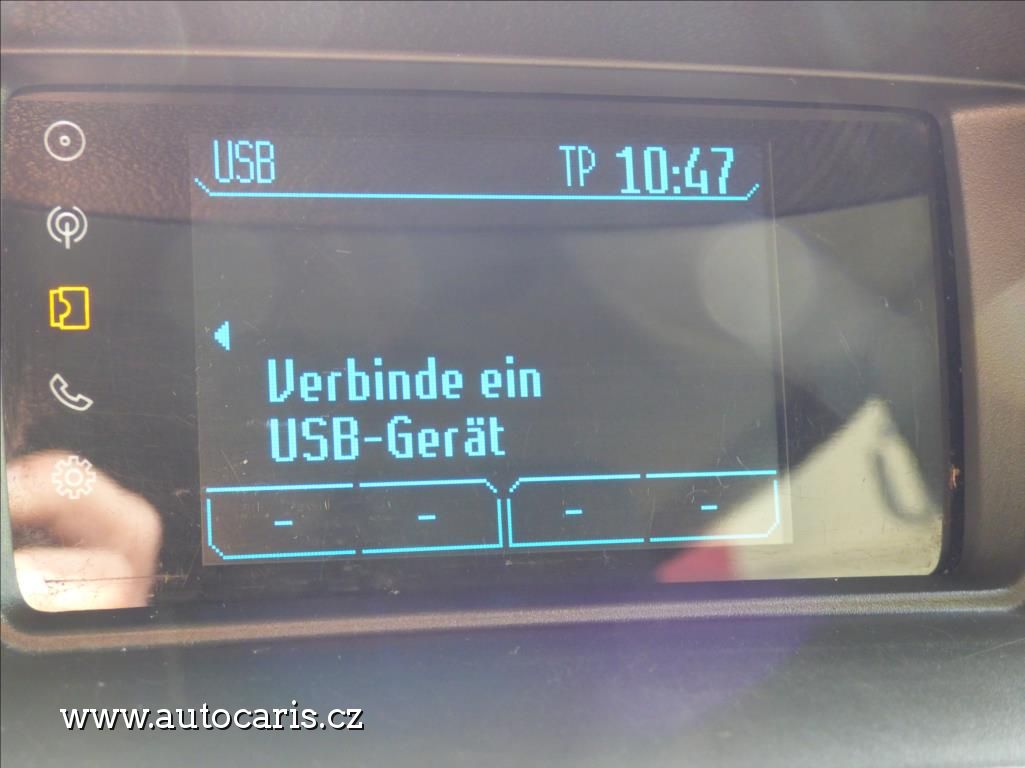 USB TP 10:47
Verbinde ein
USB-Gerät
- - - -
www.autocaris.cz